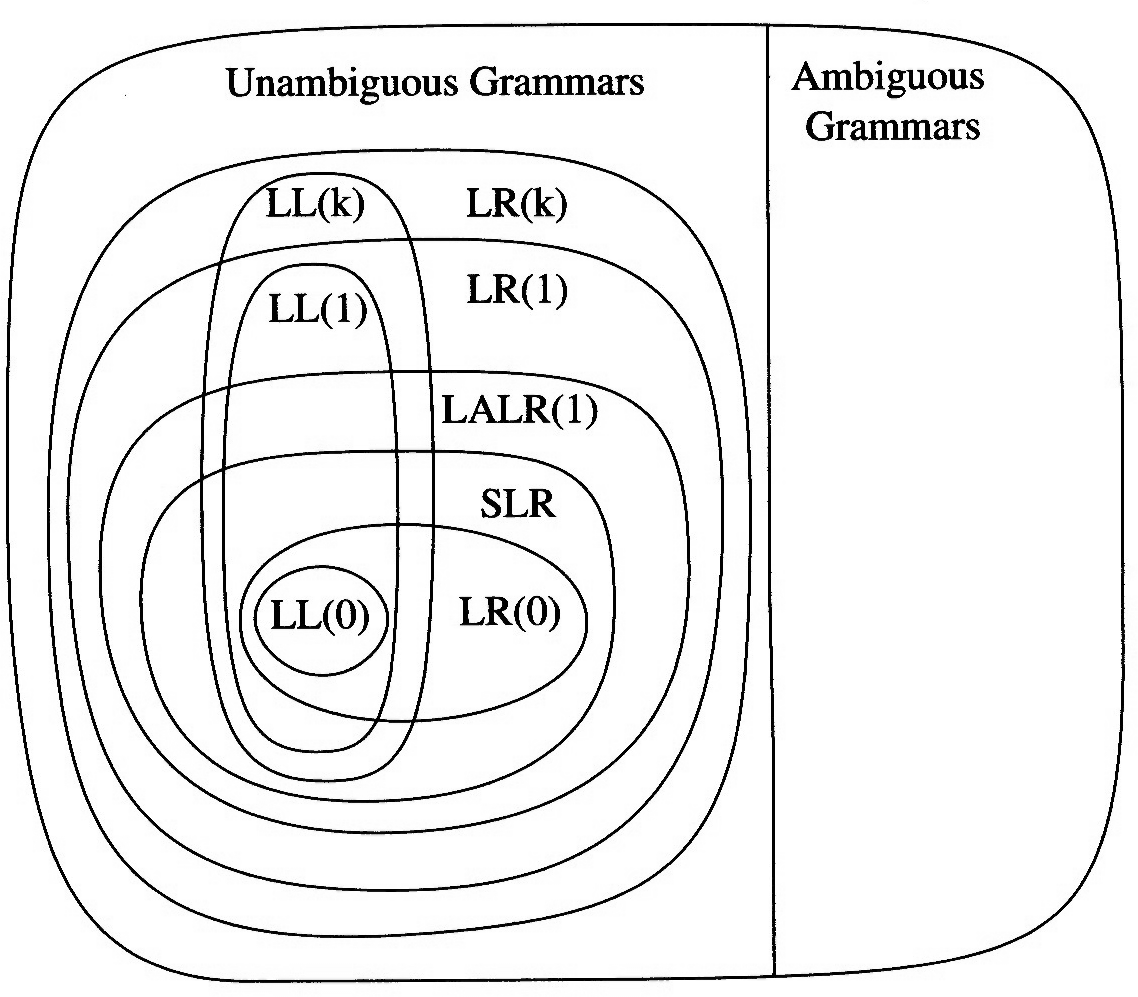 Unambiguous Grammars
Ambiguous
Grammars
LL(k)
LR(k)
LL(1)
LR(1)
LALR(1)
SLR
LL(0)
LR(0)